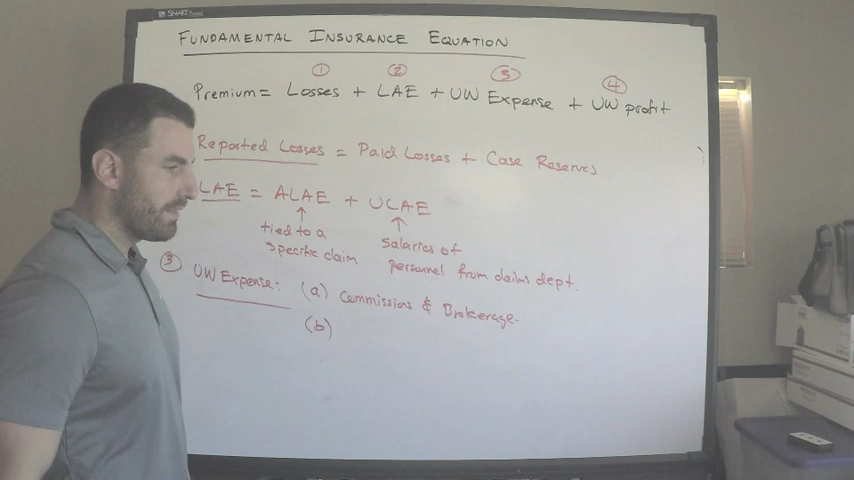 SMART Board
FUNDAMENTAL INSURANCE EQUATION
① ② ③ ④
Premium = Losses + LAE + UW Expense + UW profit
Reported Losses = Paid Losses + Case Reserves
LAE = ALAE + ULAE
↑ ↑
tied to a specific claim
salaries of personnel from claims dept.
③ UW Expense: (a) Commissions & Brokerage.
(b)